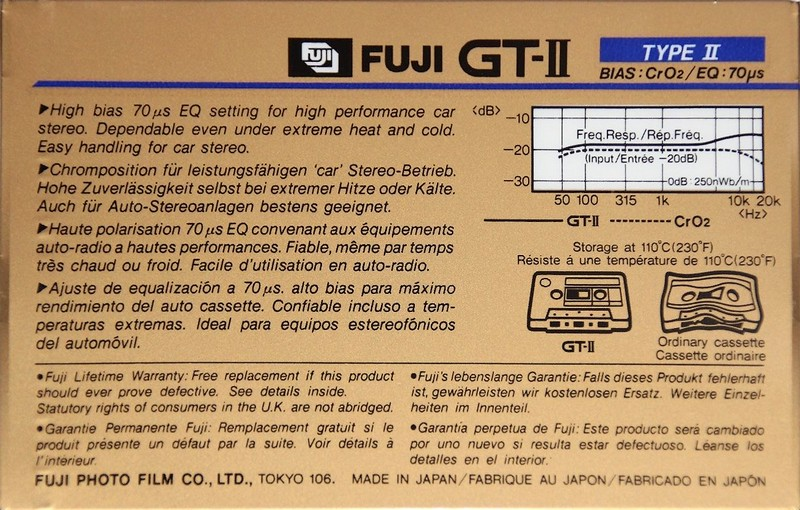 FUJI FUJI GT-II
TYPE II
BIAS : CrO2 / EQ : 70µs
▶High bias 70µs EQ setting for high performance car
stereo. Dependable even under extreme heat and cold.
Easy handling for car stereo.
▶Chromposition für leistungsfähigen 'car' Stereo-Betrieb.
Hohe Zuverlässigkeit selbst bei extremer Hitze oder Kälte.
Auch für Auto-Stereoanlagen bestens geeignet.
▶Haute polarisation 70µs EQ convenant aux équipements
auto-radio a hautes performances. Fiable, même par temps
très chaud ou froid. Facile d'utilisation en auto-radio.
▶Ajuste de equalización a 70µs. alto bias para máximo
rendimiento del auto cassette. Confiable incluso a tem-
peraturas extremas. Ideal para equipos estereofónicos
del automóvil.
<dB>
-10
-20
-30
Freq.Resp./Rép.Fréq.
(Input/Entrée -20dB)
0dB : 250nWb/m
50 100 315 1k 10k 20k
<Hz>
GT-II CrO2
Storage at 110°C(230°F)
Résiste á une température de 110°C(230°F)
GT-II
Ordinary cassette
Cassette ordinaire
●Fuji Lifetime Warranty: Free replacement if this product
should ever prove defective. See details inside.
Statutory rights of consumers in the U.K. are not abridged.
●Garantie Permanente Fuji: Remplacement gratuit si le
produit présente un défaut par la suite. Voir détails à
l'intérieur.
●Fuji's lebenslange Garantie: Falls dieses Produkt fehlerhaft
ist, gewährleisten wir kostenlosen Ersatz. Weitere Einzel-
heiten im Innenteil.
●Garantía perpetua de Fuji: Este producto será cambiado
por uno nuevo si resulta estar defectuoso. Léanse los
detalles en el interior.
FUJI PHOTO FILM CO., LTD., TOKYO 106. MADE IN JAPAN/FABRIQUE AU JAPON/FABRICADO EN JAPÓN